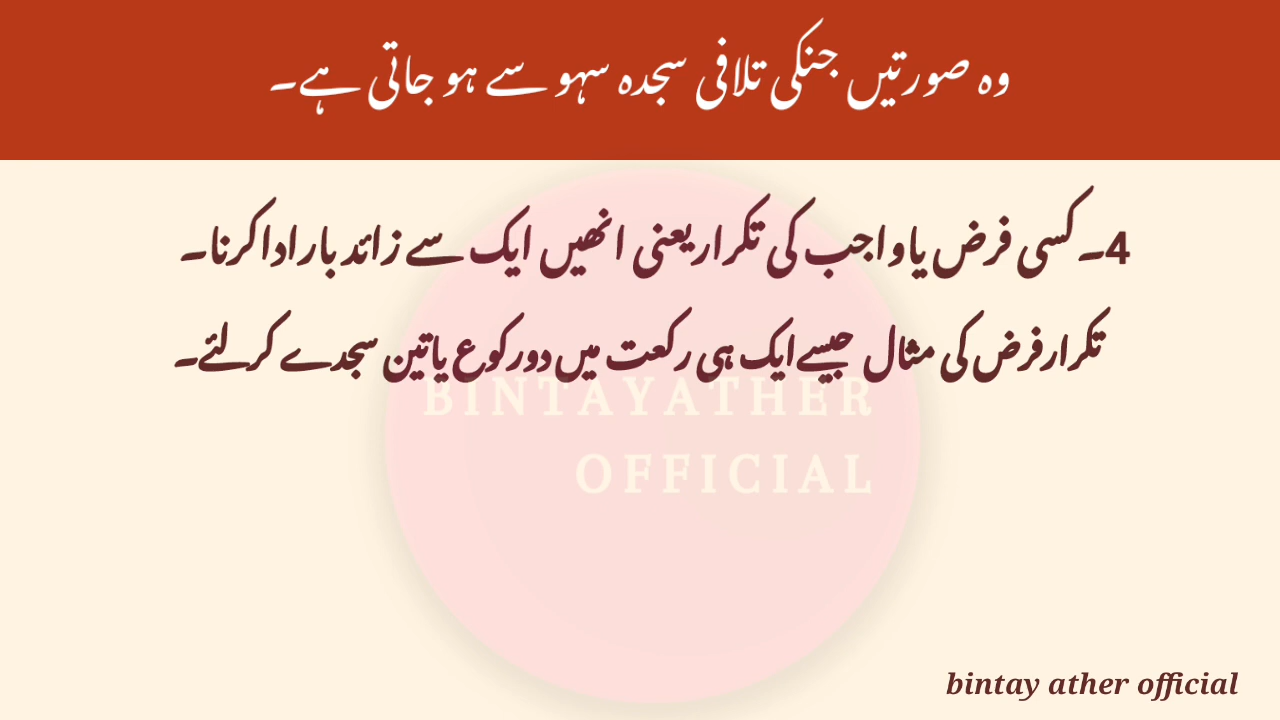 وہ صورتیں جنکی تلافی سجدہ سہو سے ہو جاتی ہے۔
4۔کسی فرض یا واجب کی تکرار یعنی انھیں ایک سے زائد بار ادا کرنا۔
تکرار فرض کی مثال جیسے ایک ہی رکعت میں دو رکوع یا تین سجدے کر لئے۔
BINTAYATHER
OFFICIAL
bintay ather official